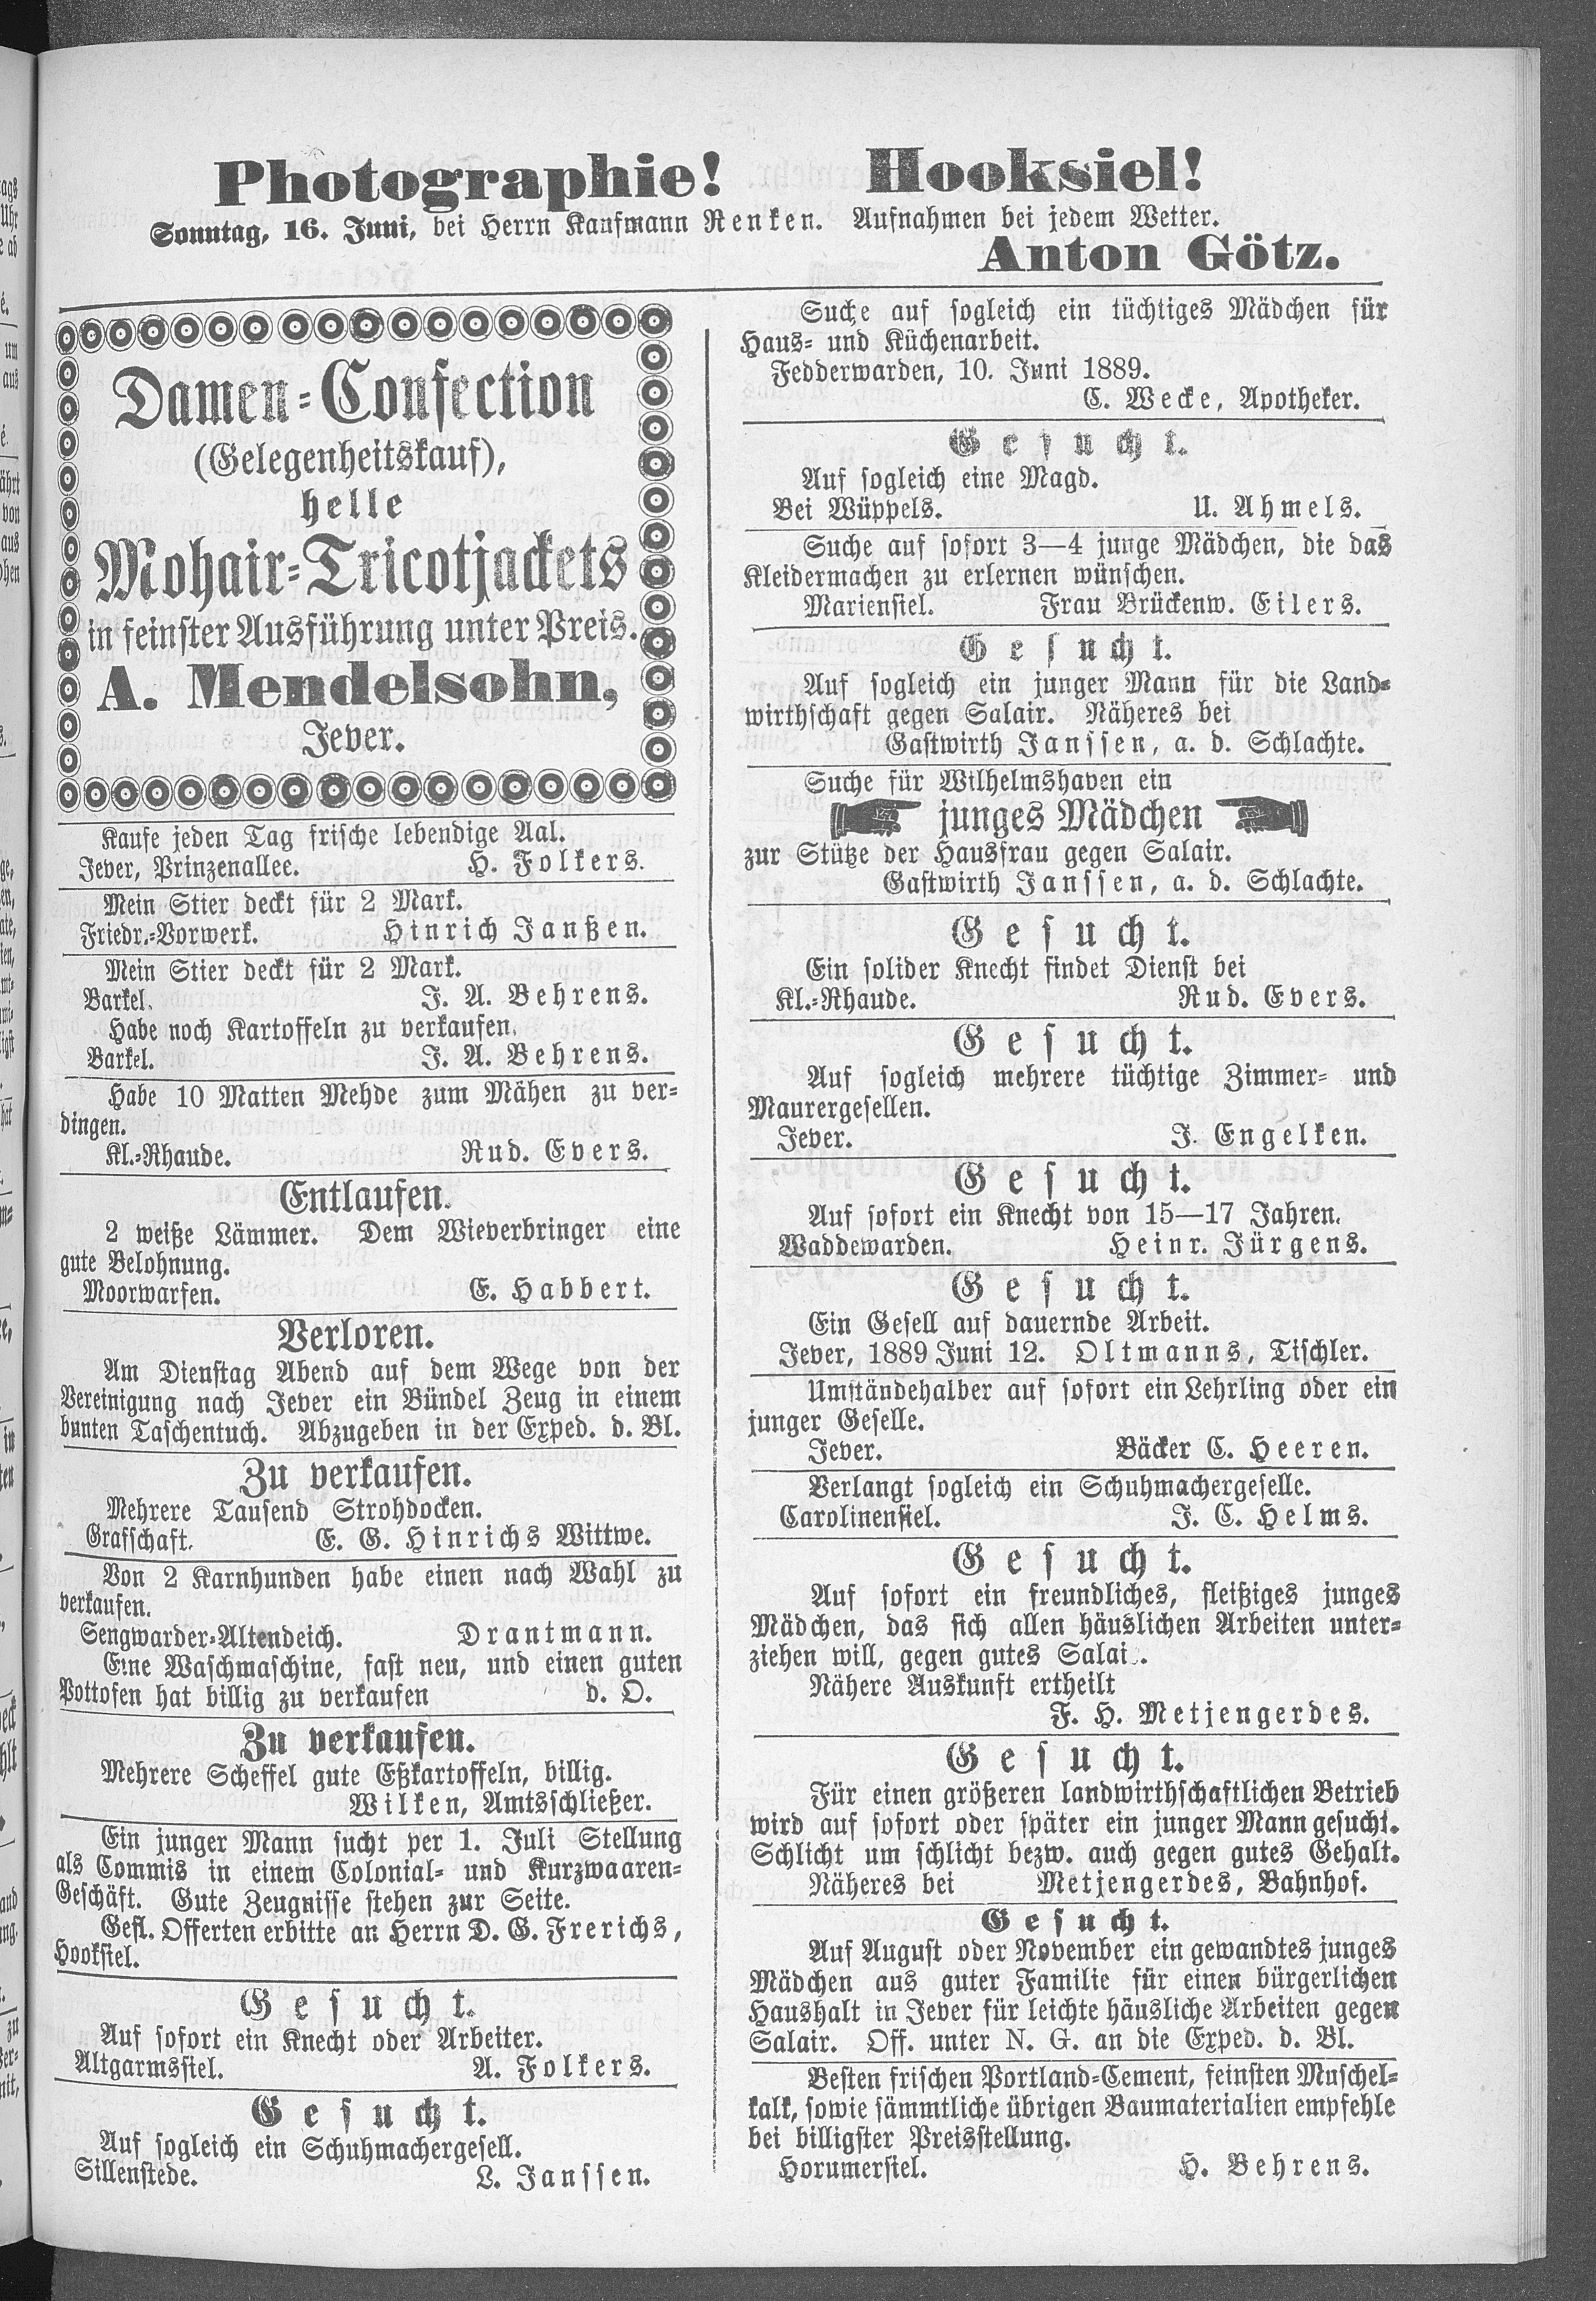 Photographie! Hooksiel!
Sonntag, 16. Juni, bei Herrn Kaufmann Renken. Aufnahmen bei jedem Wetter.
Anton Götz.
Damen-Confection
(Gelegenheitskauf),
helle
Mohair-Tricotjackets
in feinster Ausführung unter Preis.
A. Mendelsohn,
Jever.
Kaufe jeden Tag frische lebendige Aal.
Jever, Prinzenallee. H. Folkers.
Mein Stier deckt für 2 Mark.
Friedr.-Vorwerk. Hinrich Janßen.
Mein Stier deckt für 2 Mark.
Barkel. J. A. Behrens.
Habe noch Kartoffeln zu verkaufen.
Barkel. J. A. Behrens.
Habe 10 Matten Mehde zum Mähen zu ver-
dingen.
Kl.-Rhaude. Rud. Evers.
Entlaufen.
2 weiße Lämmer. Dem Wieverbringer eine
gute Belohnung.
Moorwarfen. E. Habbert.
Verloren.
Am Dienstag Abend auf dem Wege von der
Vereinigung nach Jever ein Bündel Zeug in einem
bunten Taschentuch. Abzugeben in der Exped. d. Bl.
Zu verkaufen.
Mehrere Tausend Strohdocken.
Grafschaft. E. G. Hinrichs Wittwe.
Von 2 Karnhunden habe einen nach Wahl zu
verkaufen.
Sengwarder-Altendeich. Drantmann.
Eine Waschmaschine, fast neu, und einen guten
Pottofen hat billig zu verkaufen d. O.
Zu verkaufen.
Mehrere Scheffel gute Eßkartoffeln, billig.
Wilken, Amtsschließer.
Ein junger Mann sucht per 1. Juli Stellung
als Commis in einem Colonial- und Kurzwaaren-
Geschäft. Gute Zeugnisse stehen zur Seite.
Gefl. Offerten erbitte an Herrn D. G. Frerichs,
Hooksiel.
Gesucht.
Auf sofort ein Knecht oder Arbeiter.
Altgarmssiel. A. Folkers.
Gesucht.
Auf sogleich ein Schuhmachergesell.
Sillenstede. L. Janssen.
Suche auf sogleich ein tüchtiges Mädchen für
Haus- und Küchenarbeit.
Fedderwarden, 10. Juni 1889.
C. Wecke, Apotheker.
Gesucht.
Auf sogleich eine Magd.
Bei Wüppels. U. Ahmels.
Suche auf sofort 3—4 junge Mädchen, die das
Kleidermachen zu erlernen wünschen.
Mariensiel. Frau Brückenw. Eilers.
Gesucht.
Auf sogleich ein junger Mann für die Land-
wirthschaft gegen Salair. Näheres bei
Gastwirth Janssen, a. d. Schlachte.
Suche für Wilhelmshaven ein
junges Mädchen
zur Stütze der Hausfrau gegen Salair.
Gastwirth Janssen, a. d. Schlachte.
Gesucht.
Ein solider Knecht findet Dienst bei
Kl.-Rhaude. Rud. Evers.
Gesucht.
Auf sogleich mehrere tüchtige Zimmer- und
Maurergesellen.
Jever. J. Engelken.
Gesucht.
Auf sofort ein Knecht von 15—17 Jahren.
Waddewarden. Heinr. Jürgens.
Gesucht.
Ein Gesell auf dauernde Arbeit.
Jever, 1889 Juni 12. Oltmanns, Tischler.
Umständehalber auf sofort ein Lehrling oder ein
junger Geselle.
Jever. Bäcker C. Heeren.
Verlangt sogleich ein Schuhmachergeselle.
Carolinensiel. J. C. Helms.
Gesucht.
Auf sofort ein freundliches, fleißiges junges
Mädchen, das sich allen häuslichen Arbeiten unter-
ziehen will, gegen gutes Salai.
Nähere Auskunft ertheilt
F. H. Metjengerdes.
Gesucht.
Für einen größeren landwirthschaftlichen Betrieb
wird auf sofort oder später ein junger Mann gesucht.
Schlicht um schlicht bezw. auch gegen gutes Gehalt.
Näheres bei Metjengerdes, Bahnhof.
Gesucht.
Auf August oder November ein gewandtes junges
Mädchen aus guter Familie für einen bürgerlichen
Haushalt in Jever für leichte häusliche Arbeiten gegen
Salair. Off. unter N. G. an die Exped. d. Bl.
Besten frischen Portland-Cement, feinsten Muschel-
kalk, sowie sämmtliche übrigen Baumaterialien empfehle
bei billigster Preisstellung.
Horumersiel. H. Behrens.